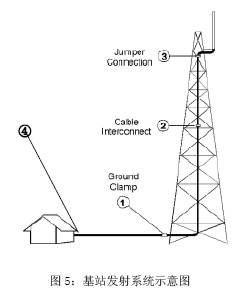 Jumper
Connection
③
Cable
Interconnect
②
④
Ground
Clamp
①
图 5：基站发射系统示意图